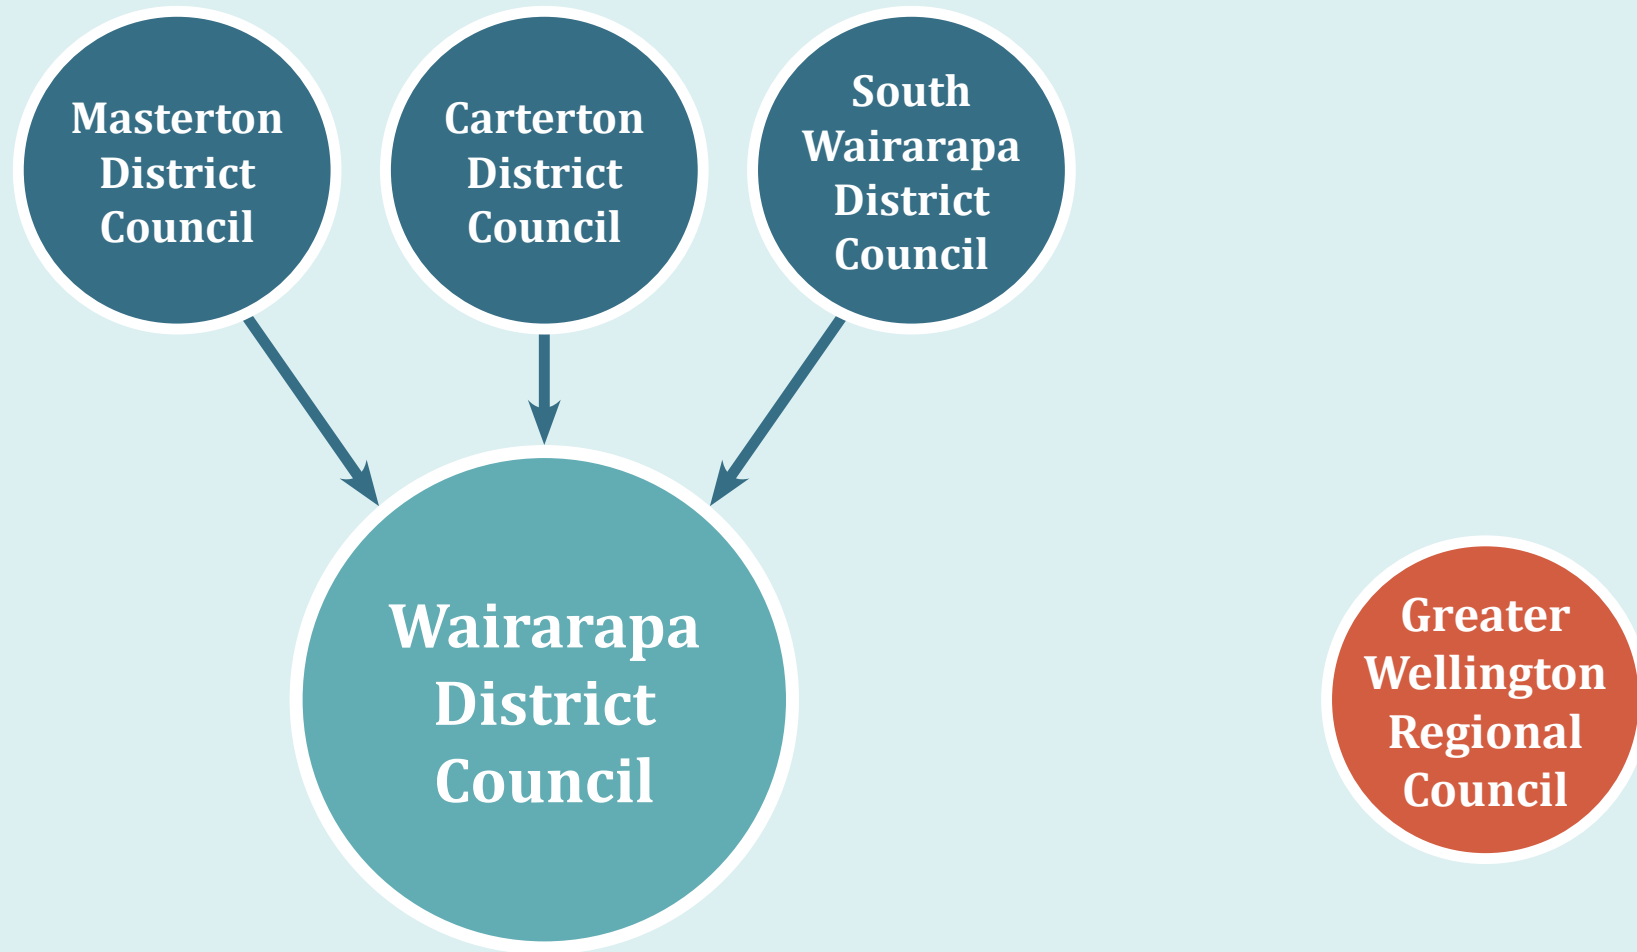 Masterton
District
Council
Carterton
District
Council
South
Wairarapa
District
Council
Wairarapa
District
Council
Greater
Wellington
Regional
Council